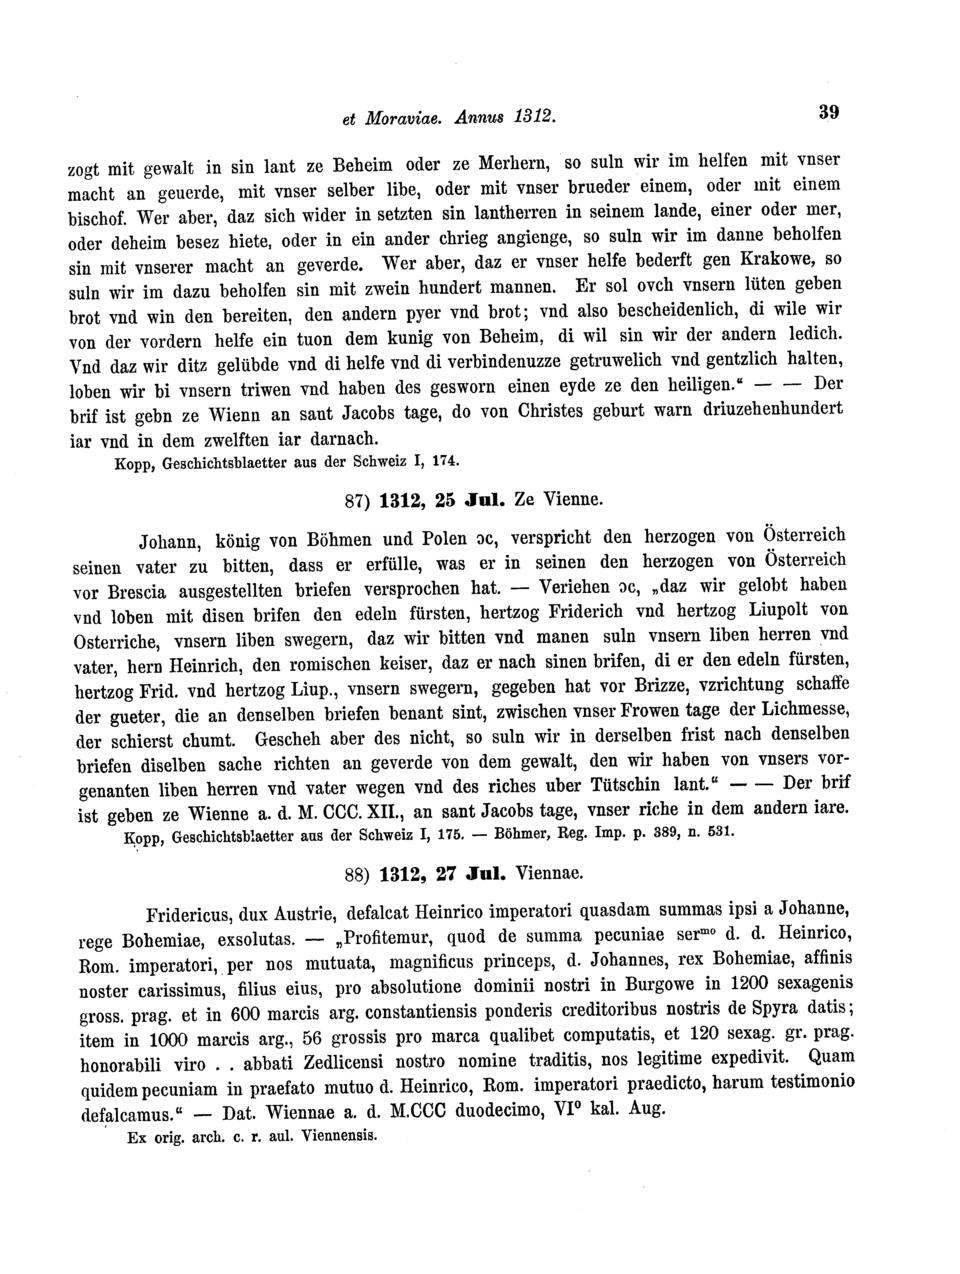 et Moraviae. Annus 1312. 39
zogt mit gewalt in sin lant ze Beheim oder ze Merhern, so suln wir im helfen mit vnser
macht an geuerde, mit vnser selber libe, oder mit vnser brueder einem, oder mit einem
bischof. Wer aber, daz sich wider in setzten sin lantherren in seinem lande, einer oder mer,
oder deheim besez hiete, oder in ein ander chrieg angienge, so suln wir im danne beholfen
sin mit vnserer macht an geverde. Wer aber, daz er vnser helfe bederft gen Krakowe, so
suln wir im dazu beholfen sin mit zwein hundert mannen. Er sol ovch vnsern lüten geben
brot vnd win den bereiten, den andern pyer vnd brot; vnd also bescheidenlich, di wile wir
von der vordern helfe ein tuon dem kunig von Beheim, di wil sin wir der andern ledich.
Vnd daz wir ditz gelübde vnd di helfe vnd di verbindenuzze getruwelich vnd gentzlich halten,
loben wir bi vnsern triwen vnd haben des gesworn einen eyde ze den heiligen.“ — — Der
brif ist gebn ze Wienn an saut Jacobs tage, do von Christes geburt warn driuzehenhundert
iar vnd in dem zwelften iar darnach.
Kopp, Geschichtsblaetter aus der Schweiz I, 174.
87) 1312, 25 Jul. Ze Vienne.
Johann, könig von Böhmen und Polen ɔc, verspricht den herzogen von Österreich
seinen vater zu bitten, dass er erfülle, was er in seinen den herzogen von Österreich
vor Brescia ausgestellten briefen versprochen hat. — Veriehen ɔc, „daz wir gelobt haben
vnd loben mit disen brifen den edeln fürsten, hertzog Friderich vnd hertzog Liupolt von
Osterriche, vnsern liben swegern, daz wir bitten vnd manen suln vnsern liben herren vnd
vater, hern Heinrich, den romischen keiser, daz er nach sinen brifen, di er den edeln fürsten,
hertzog Frid. vnd hertzog Liup., vnsern swegern, gegeben hat vor Brizze, vzrichtung schaffe
der gueter, die an denselben briefen benant sint, zwischen vnser Frowen tage der Lichmesse,
der schierst chumt. Gescheh aber des nicht, so suln wir in derselben frist nach denselben
briefen diselben sache richten an geverde von dem gewalt, den wir haben von vnsers vor-
genanten liben herren vnd vater wegen vnd des riches uber Tütschin lant.“ — — Der brif
ist geben ze Wienne a. d. M. CCC. XII., an sant Jacobs tage, vnser riche in dem andern iare.
Kopp, Geschichtsblaetter aus der Schweiz I, 175. — Böhmer, Reg. Imp. p. 389, n. 531.
88) 1312, 27 Jul. Viennae.
Fridericus, dux Austrie, defalcat Heinrico imperatori quasdam summas ipsi a Johanne,
rege Bohemiae, exsolutas. — „Profitemur, quod de summa pecuniae serᵐᵒ d. d. Heinrico,
Rom. imperatori, per nos mutuata, magnificus princeps, d. Johannes, rex Bohemiae, affinis
noster carissimus, filius eius, pro absolutione dominii nostri in Burgowe in 1200 sexagenis
gross. prag. et in 600 marcis arg. constantiensis ponderis creditoribus nostris de Spyra datis;
item in 1000 marcis arg., 56 grossis pro marca qualibet computatis, et 120 sexag. gr. prag.
honorabili viro . . abbati Zedlicensi nostro nomine traditis, nos legitime expedivit. Quam
quidem pecuniam in praefato mutuo d. Heinrico, Rom. imperatori praedicto, harum testimonio
defalcamus.“ — Dat. Wiennae a. d. M.CCC duodecimo, VIº kal. Aug.
Ex orig. arch. c. r. aul. Viennensis.